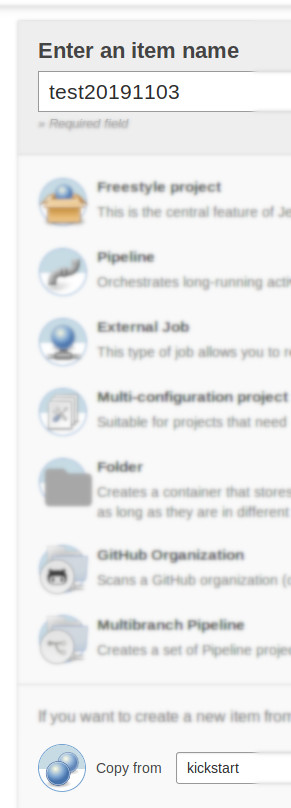 Enter an item name
test20191103
» Required field
Freestyle project
This is the central feature of Je
Pipeline
Orchestrates long-running activ
External Job
This type of job allows you to re
Multi-configuration project
Suitable for projects that need
Folder
Creates a container that stores
as long as they are in different
GitHub Organization
Scans a GitHub organization (o
Multibranch Pipeline
Creates a set of Pipeline projec
If you want to create a new item from
Copy from
kickstart